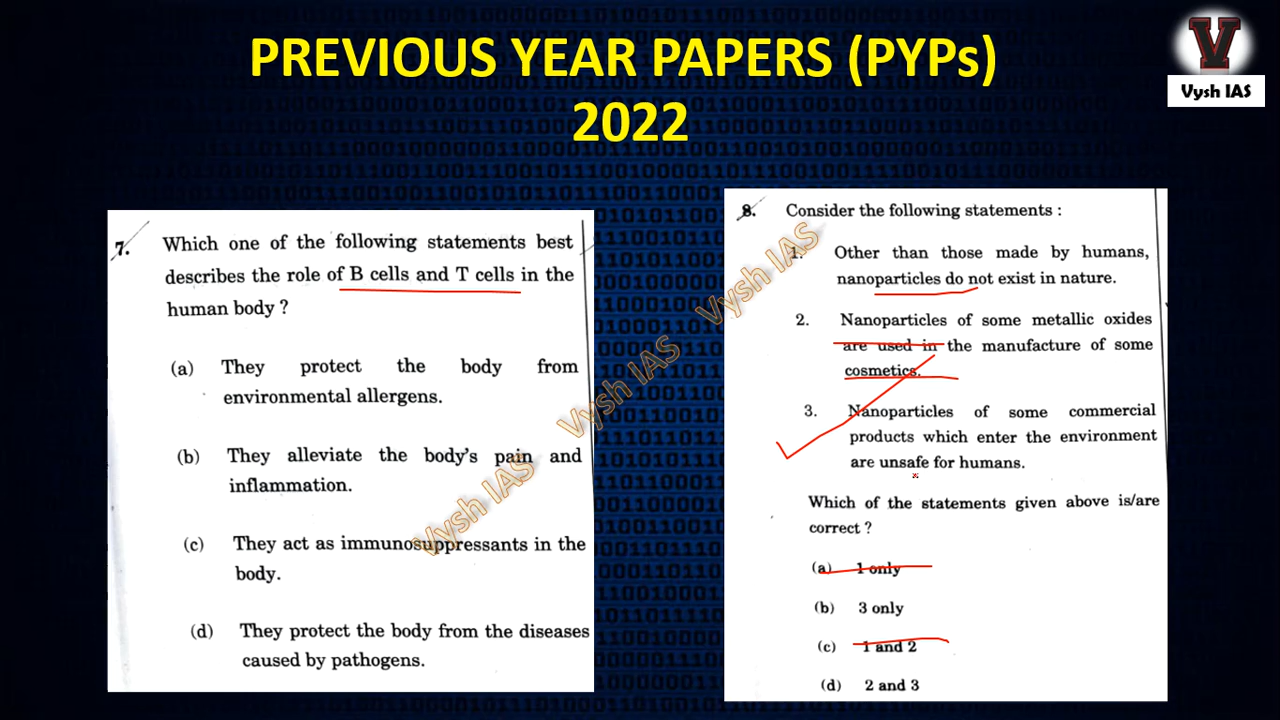 PREVIOUS YEAR PAPERS (PYPs)
2022
V
Vysh IAS
7. Which one of the following statements best
describes the role of B cells and T cells in the
human body ?
(a) They protect the body from
environmental allergens.
(b) They alleviate the body's pain and
inflammation.
(c) They act as immunosuppressants in the
body.
(d) They protect the body from the diseases
caused by pathogens.
8. Consider the following statements :
1. Other than those made by humans,
nanoparticles do not exist in nature.
2. Nanoparticles of some metallic oxides
are used in the manufacture of some
cosmetics.
3. Nanoparticles of some commercial
products which enter the environment
are unsafe for humans.
Which of the statements given above is/are
correct ?
(a) 1 only
(b) 3 only
(c) 1 and 2
(d) 2 and 3
Vysh IAS
Vysh IAS
Vysh IAS